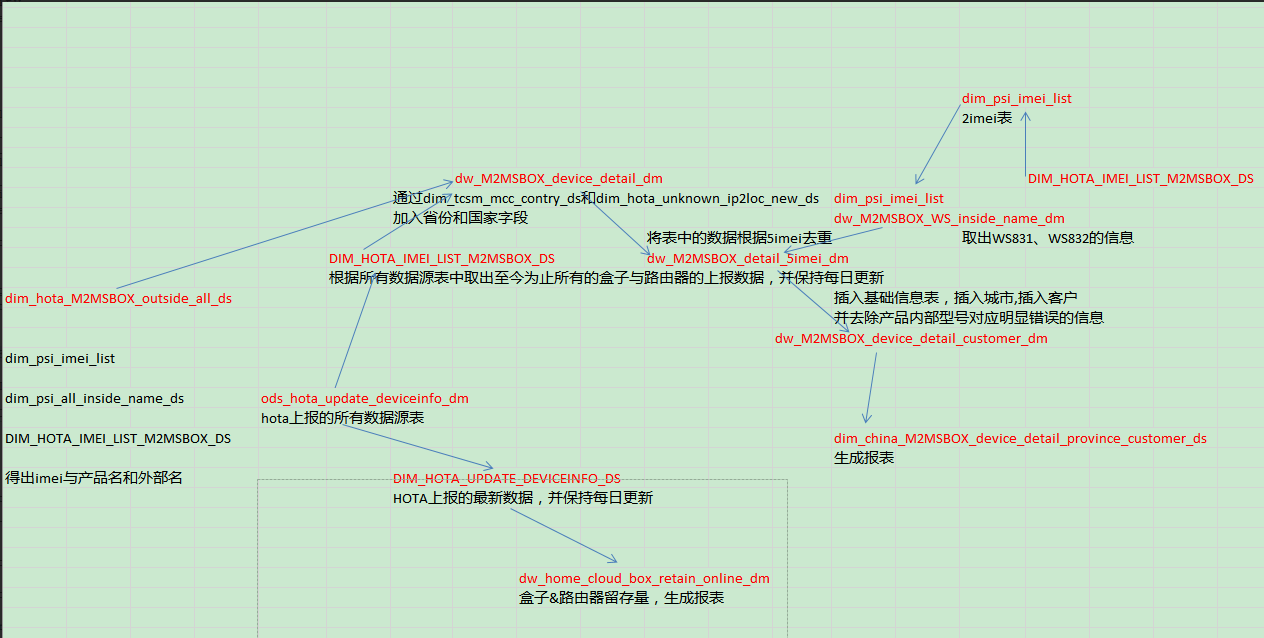 dim_psi_imei_list
2imei表
dw_M2MSBOX_device_detail_dm
DIM_HOTA_IMEI_LIST_M2MSBOX_DS
通过dim_tcsm_mcc_contry_ds和dim_hota_unknown_ip2loc_new_ds
dim_psi_imei_list
加入省份和国家字段
dw_M2MSBOX_WS_inside_name_dm
将表中的数据根据5imei去重
取出WS831、WS832的信息
DIM_HOTA_IMEI_LIST_M2MSBOX_DS
dw_M2MSBOX_detail_5imei_dm
根据所有数据源表中取出至今为止所有的盒子与路由器的上报数据，并保持每日更新
dim_hota_M2MSBOX_outside_all_ds
插入基础信息表，插入城市,插入客户
并去除产品内部型号对应明显错误的信息
dw_M2MSBOX_device_detail_customer_dm
dim_psi_imei_list
dim_psi_all_inside_name_ds
ods_hota_update_deviceinfo_dm
hota上报的所有数据源表
DIM_HOTA_IMEI_LIST_M2MSBOX_DS
dim_china_M2MSBOX_device_detail_province_customer_ds
生成报表
得出imei与产品名和外部名
DIM_HOTA_UPDATE_DEVICEINFO_DS
HOTA上报的最新数据，并保持每日更新
dw_home_cloud_box_retain_online_dm
盒子&路由器留存量，生成报表